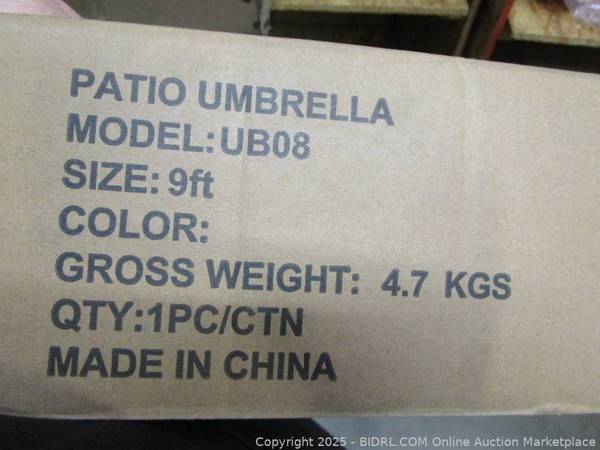 PATIO UMBRELLA
MODEL:UB08
SIZE: 9ft
COLOR:
GROSS WEIGHT: 4.7 KGS
QTY:1PC/CTN
MADE IN CHINA
Copyright 2025 - BIDRL.COM Online Auction Marketplace